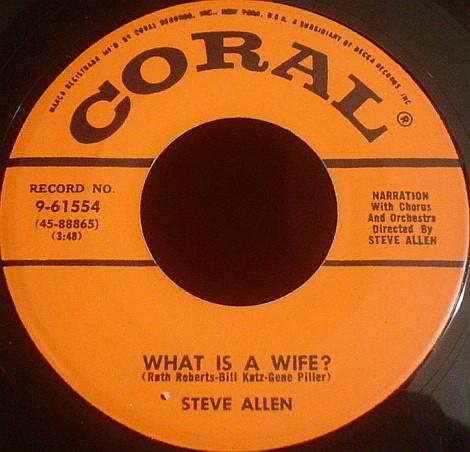 MARCA REGISTRADA MF'D BY CORAL RECORDS, INC., NEW YORK, U.S.A. A SUBSIDIARY OF DECCA RECORDS, INC
CORAL®
RECORD NO.
9-61554
(45-88865)
(3:48)
NARRATION
With Chorus
And Orchestra
Directed By
STEVE ALLEN
WHAT IS A WIFE?
(Ruth Roberts-Bill Katz-Gene Piller)
STEVE ALLEN